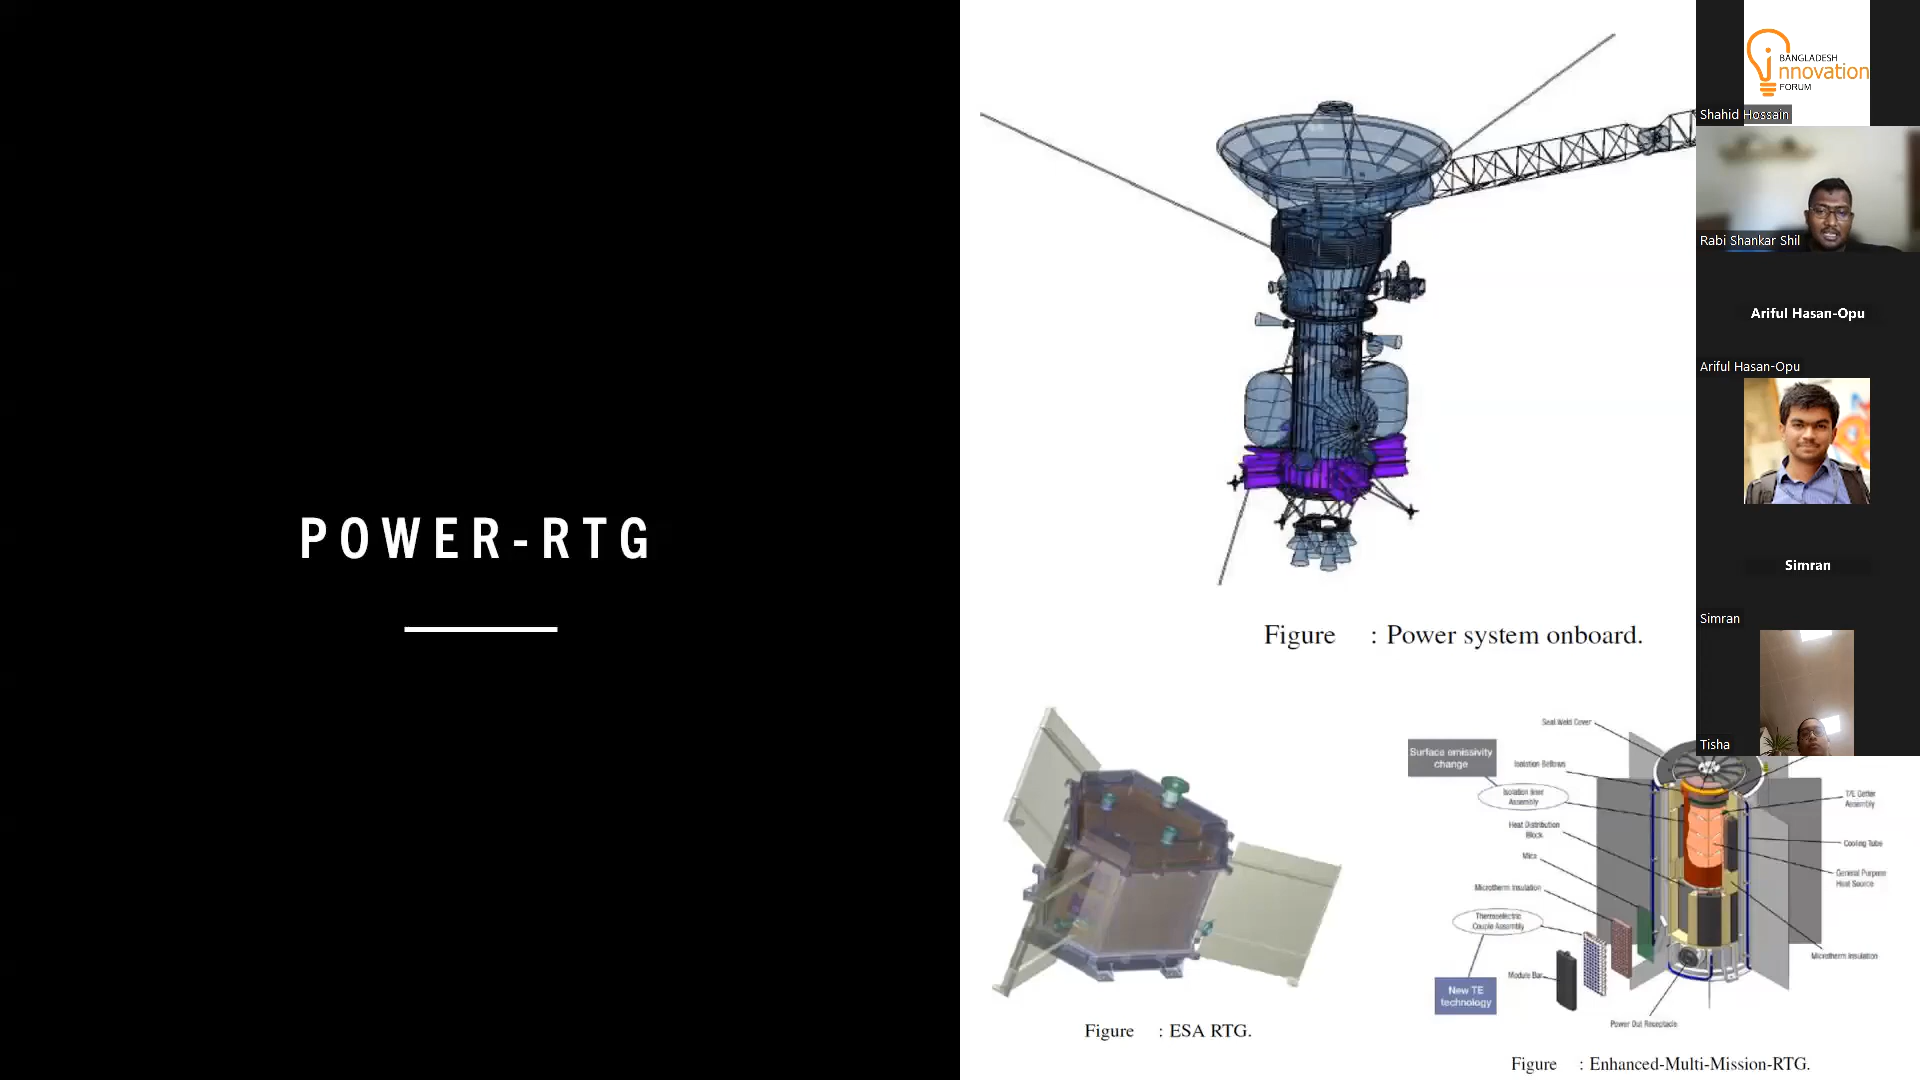 POWER-RTG
Figure : Power system onboard.
Figure : ESA RTG.
Seal-Weld Cover
Surface emissivity
change
Isolation Bellows
Isolation liner
Assembly
Heat Distribution
Block
Mica
Microtherm Insulation
Thermoelectric
Couple Assembly
Module Bar
New TE
technology
Power Out Receptacle
T/E Getter
Assembly
Cooling Tube
General Purpose
Heat Source
Microtherm Insulation
Figure : Enhanced-Multi-Mission-RTG.
BANGLADESH
innovation
FORUM
Shahid Hossain
Rabi Shankar Shil
Ariful Hasan-Opu
Ariful Hasan-Opu
Simran
Simran
Tisha